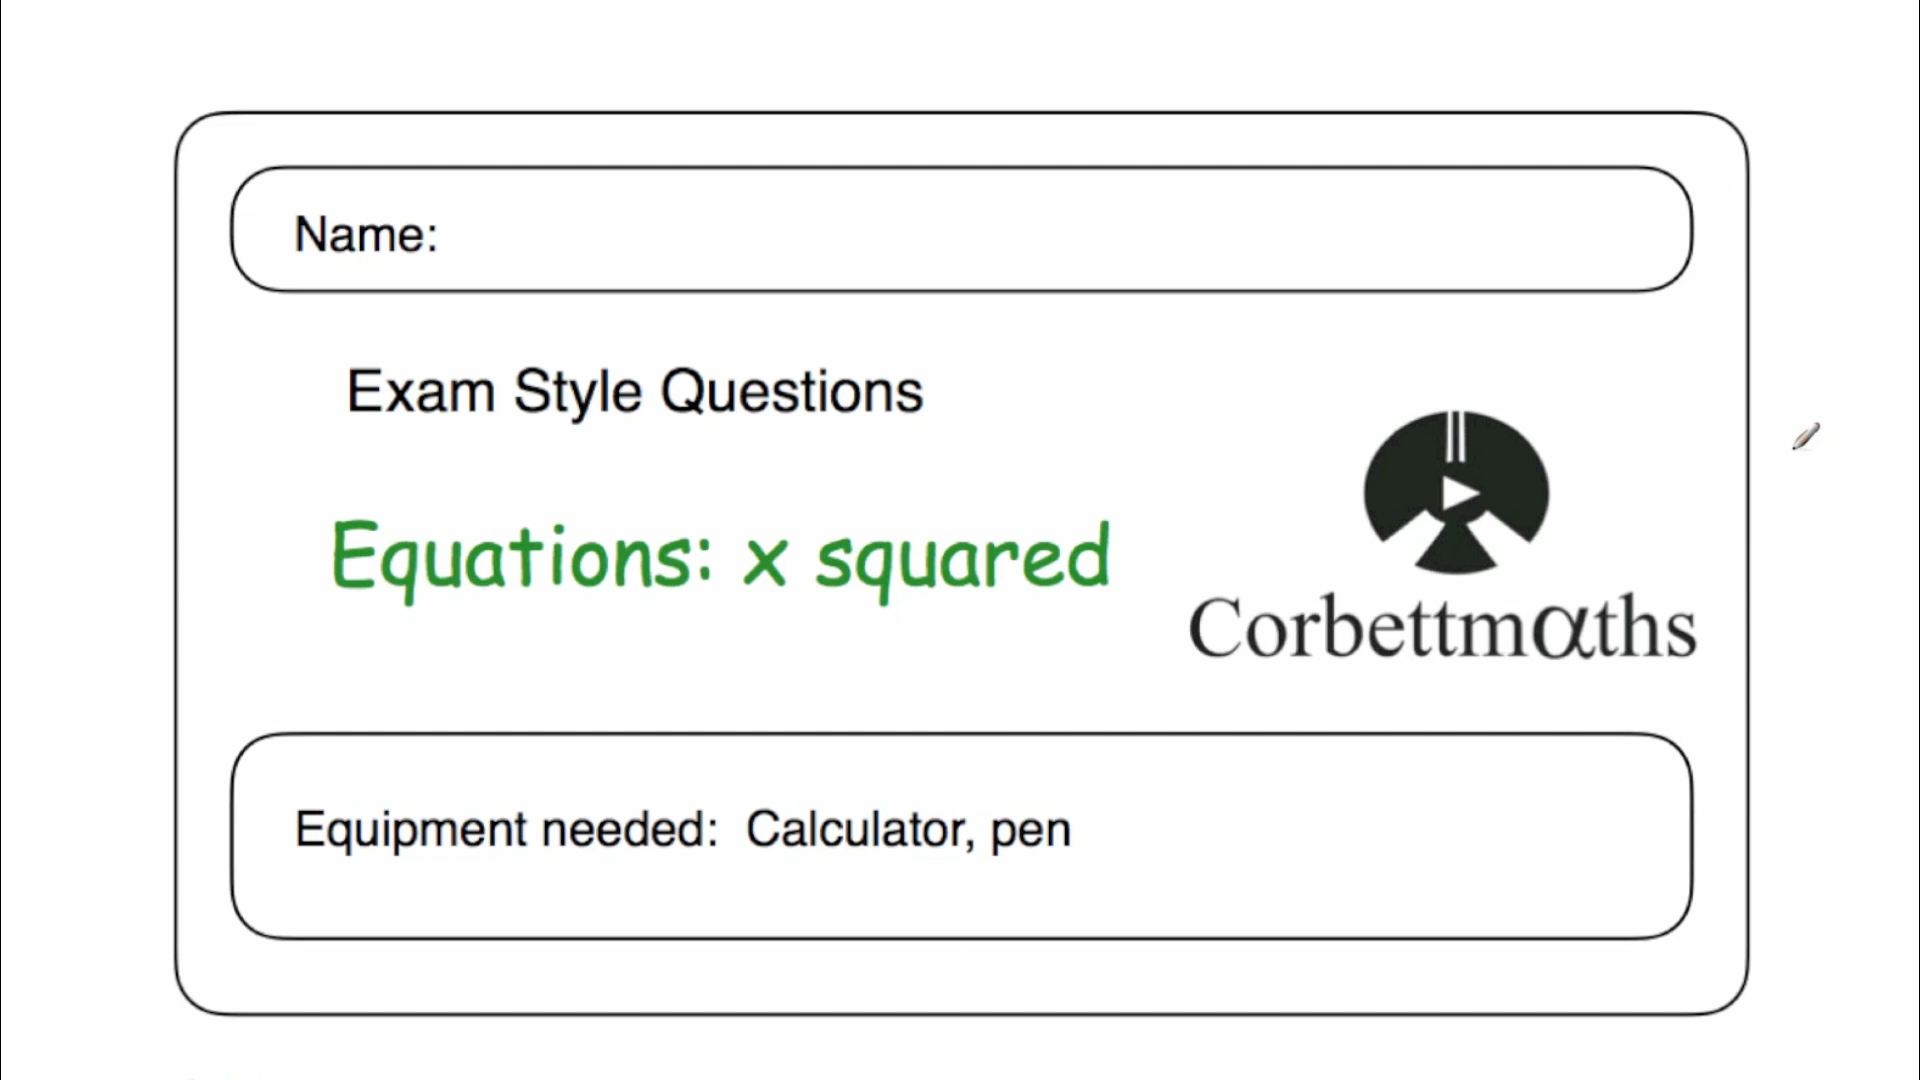 Name:
Exam Style Questions
Equations: x squared
Corbettmαths
Equipment needed: Calculator, pen